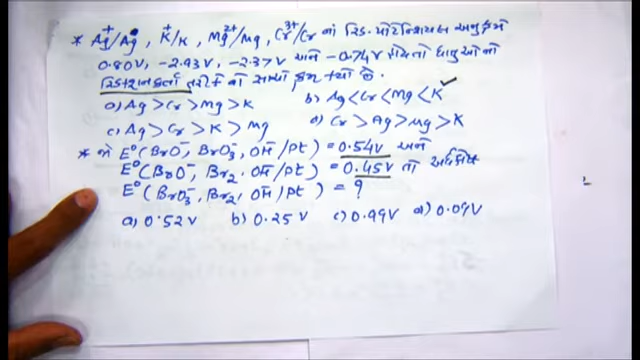 * Ag⁺/Ag, K⁺/K, Mg²⁺/Mg, Cr³⁺/Cr નાં રિડ. પોટેન્શિયલ અનુક્રમે
0.80V, -2.93V, -2.37V અને -0.74V હોય તો ધાતુઓનો
રિડક્શનકર્તા તરીકે નો સાચો ક્રમ ક્યો છે.
a) Ag > Cr > Mg > K b) Ag < Cr < Mg < K
c) Ag > Cr > K > Mg d) Cr > Ag > Mg > K
* જો E⁰(BrO⁻, BrO₃⁻, OH⁻/Pt) = 0.54V અને
E⁰(BrO⁻, Br₂, OH⁻/Pt) = 0.45V તો
E⁰(BrO₃⁻, Br₂, OH⁻/Pt) = ?
a) 0.52V b) 0.25V c) 0.99V d) 0.09V